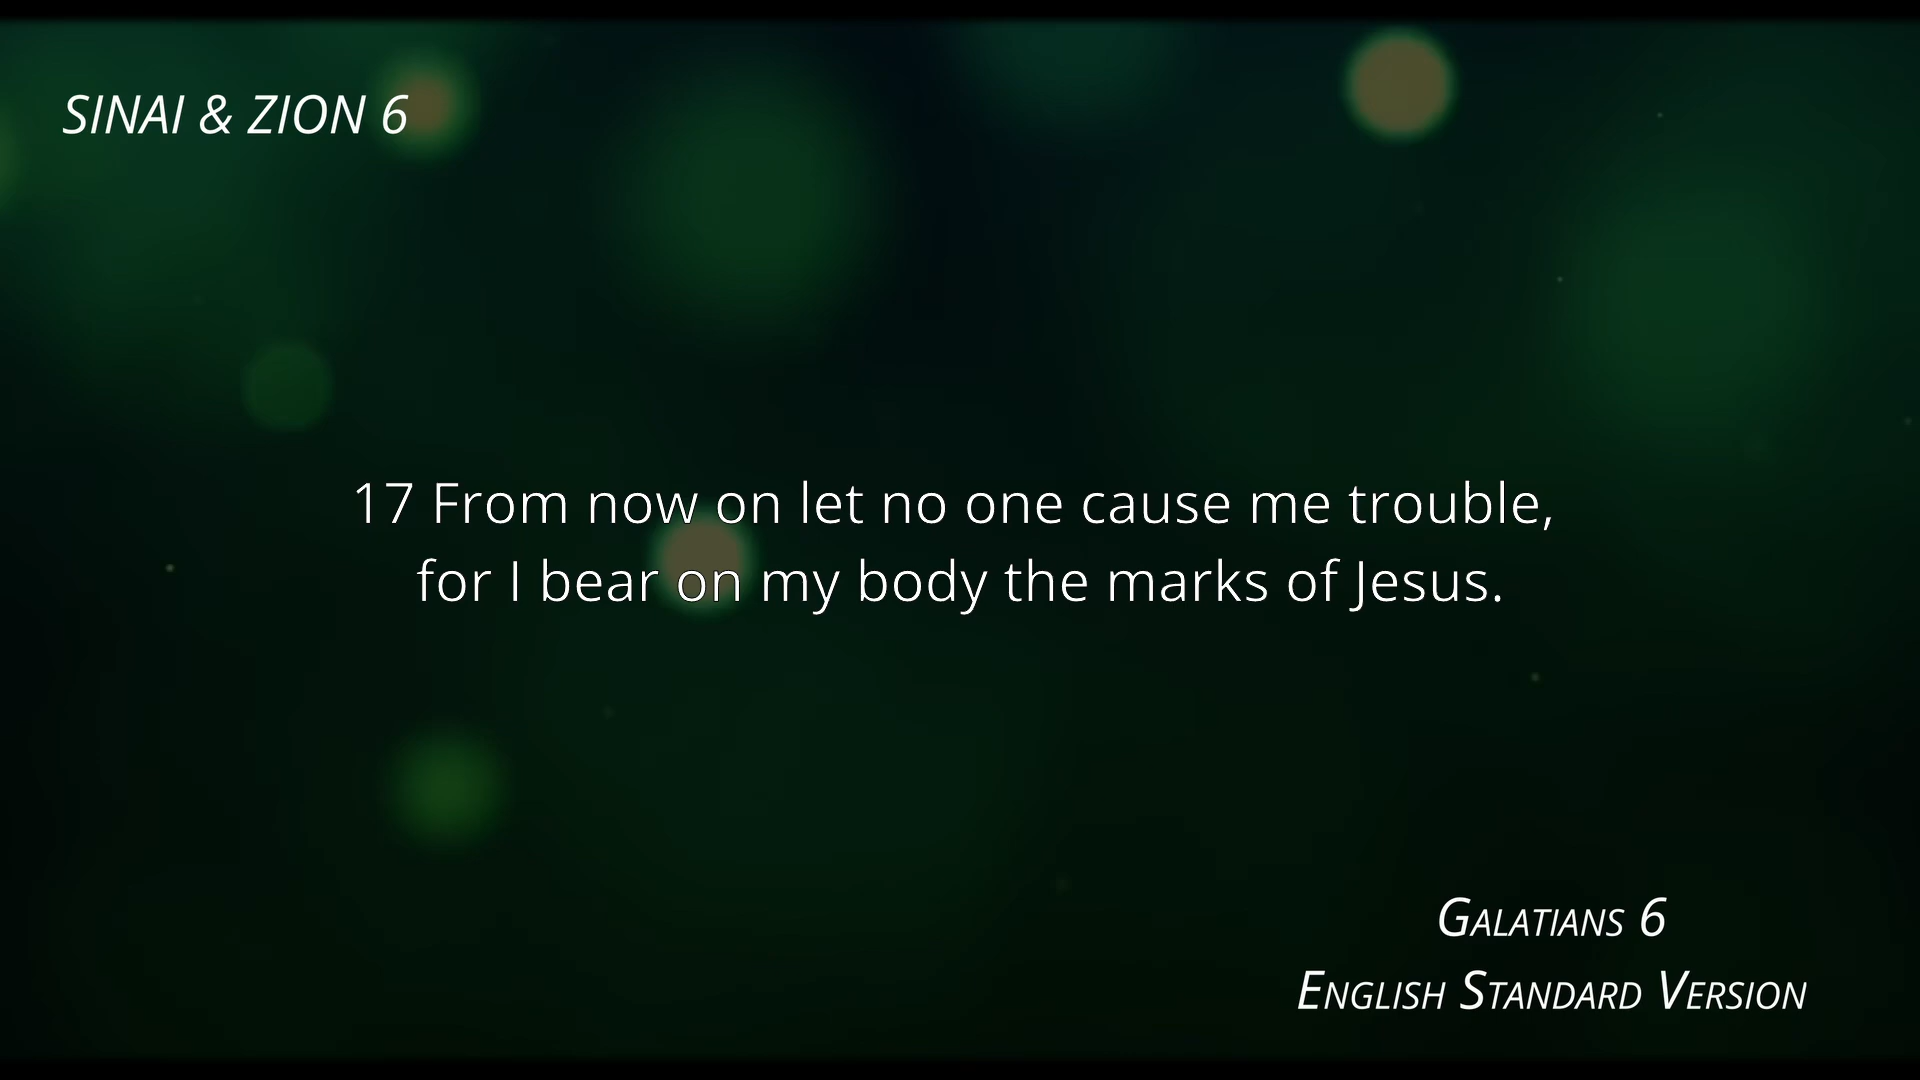 SINAI & ZION 6
17 From now on let no one cause me trouble,
for I bear on my body the marks of Jesus.
Galatians 6
English Standard Version